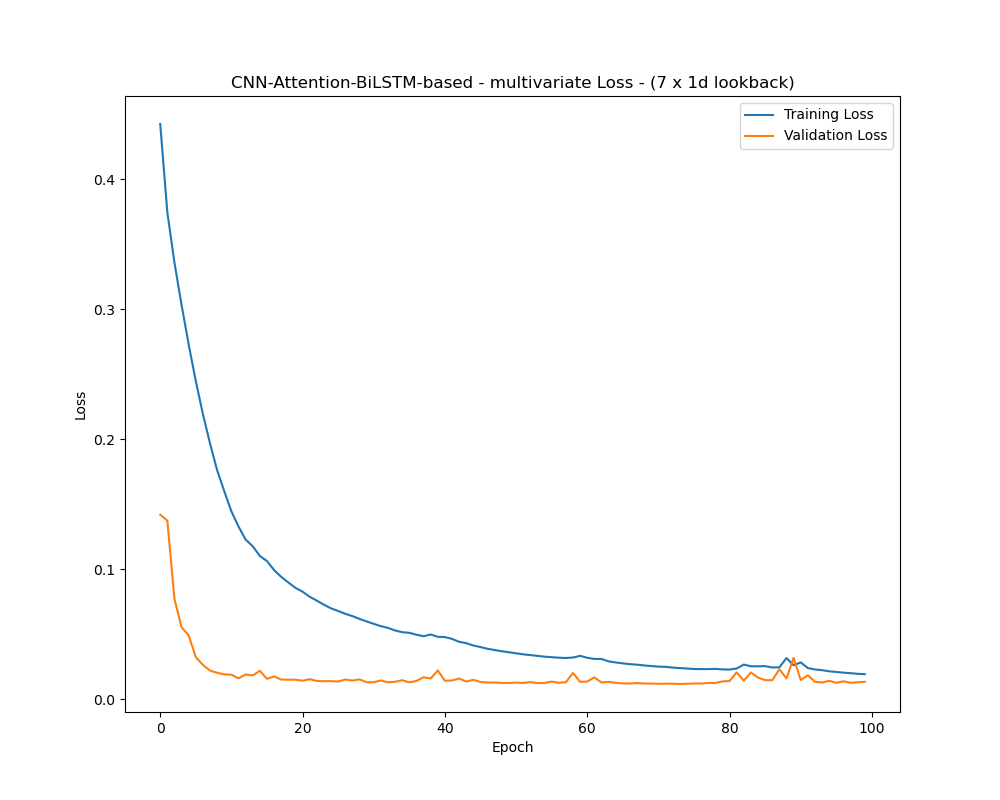 CNN-Attention-BiLSTM-based - multivariate Loss - (7 x 1d lookback)
Training Loss
Validation Loss
0.4
0.3
0.2
0.1
0.0
Loss
0 20 40 60 80 100
Epoch